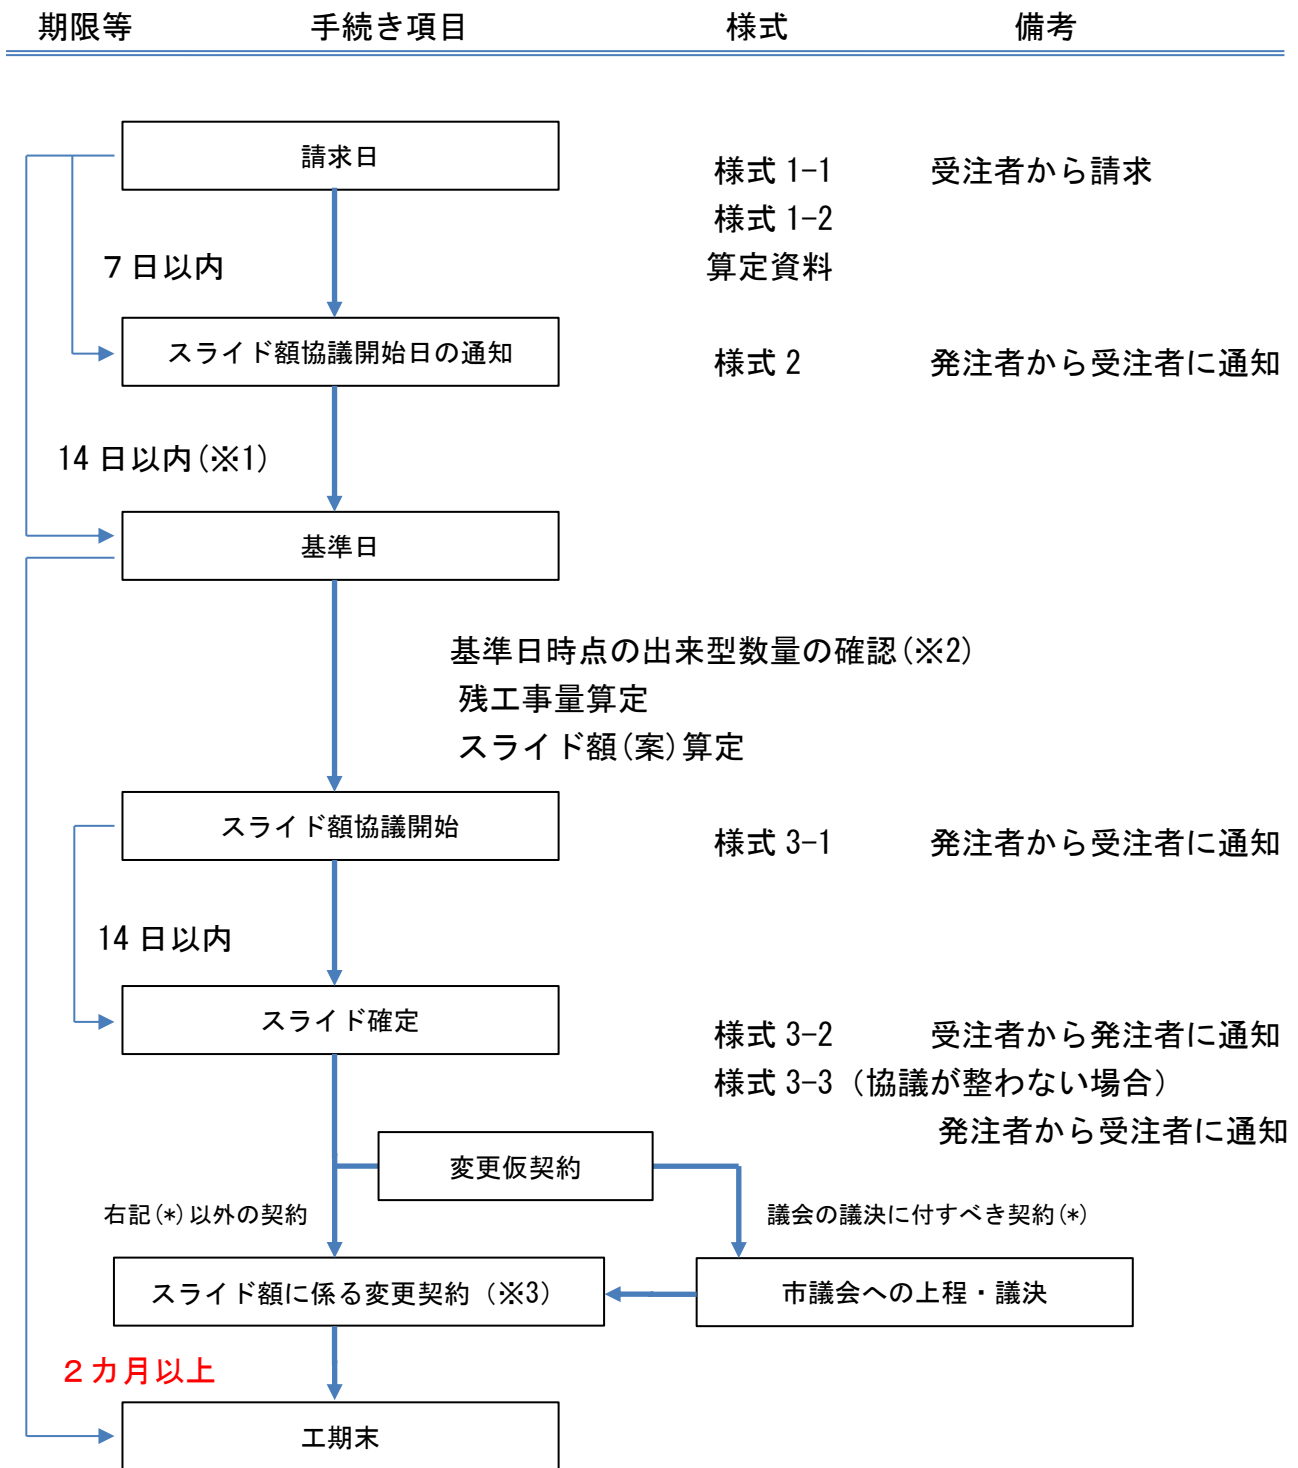 期限等 手続き項目 様式 備考
請求日
様式 1-1 受注者から請求
様式 1-2
７日以内
算定資料
スライド額協議開始日の通知
様式 2 発注者から受注者に通知
14 日以内(※1)
基準日
基準日時点の出来型数量の確認(※2)
残工事量算定
スライド額(案)算定
スライド額協議開始
様式 3-1 発注者から受注者に通知
14 日以内
スライド確定
様式 3-2 受注者から発注者に通知
様式 3-3（協議が整わない場合）
発注者から受注者に通知
変更仮契約
右記(*)以外の契約
議会の議決に付すべき契約(*)
スライド額に係る変更契約（※3）
市議会への上程・議決
２カ月以上
工期末